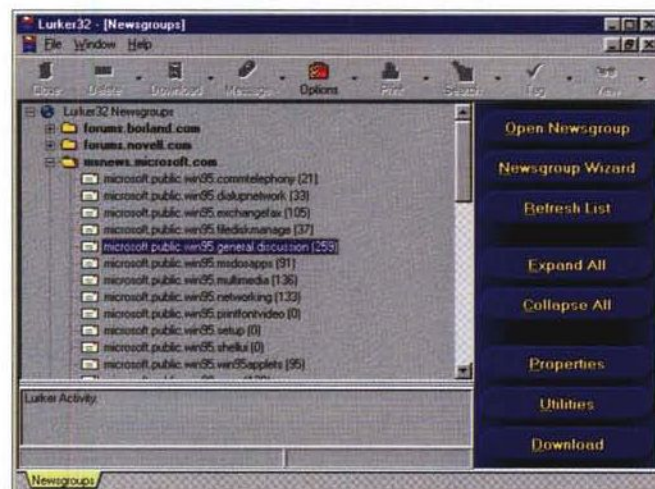 Lurker32 - [Newsgroups]
File Window Help
Close Delete Download Message Options Print Search Tag View
Lurker32 Newsgroups
forums.borland.com
forums.novell.com
msnews.microsoft.com
microsoft.public.win95.commtelephony (21)
microsoft.public.win95.dialupnetwork (33)
microsoft.public.win95.exchangefax (105)
microsoft.public.win95.filediskmanage (37)
microsoft.public.win95.general.discussion (259)
microsoft.public.win95.msdosapps (91)
microsoft.public.win95.multimedia (136)
microsoft.public.win95.networking (133)
microsoft.public.win95.printfontvideo (0)
microsoft.public.win95.setup (0)
microsoft.public.win95.shellui (0)
microsoft.public.win95.win95applets (95)
Open Newsgroup
Newsgroup Wizard
Refresh List
Expand All
Collapse All
Properties
Utilities
Download
Lurker Activity:
Newsgroups